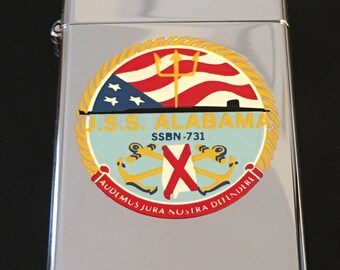 U.S.S. ALABAMA
SSBN-731
AUDEMUS JURA NOSTRA DEFENDERE